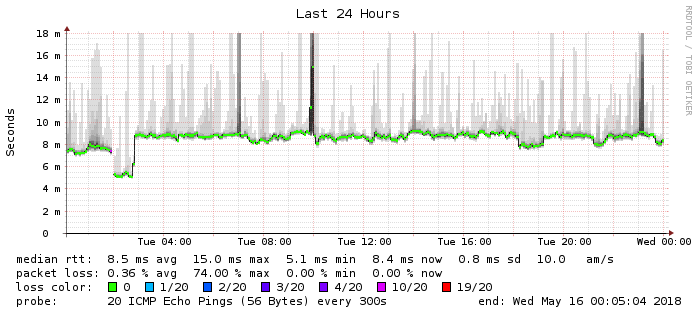 Last 24 Hours
RRDTOOL / TOBI OETIKER
Seconds
18 m
16 m
14 m
12 m
10 m
8 m
6 m
4 m
2 m
0
Tue 04:00 Tue 08:00 Tue 12:00 Tue 16:00 Tue 20:00 Wed 00:00
median rtt: 8.5 ms avg 15.0 ms max 5.1 ms min 8.4 ms now 0.8 ms sd 10.0 am/s
packet loss: 0.36 % avg 74.00 % max 0.00 % min 0.00 % now
loss color: 0 1/20 2/20 3/20 4/20 10/20 19/20
probe: 20 ICMP Echo Pings (56 Bytes) every 300s end: Wed May 16 00:05:04 2018